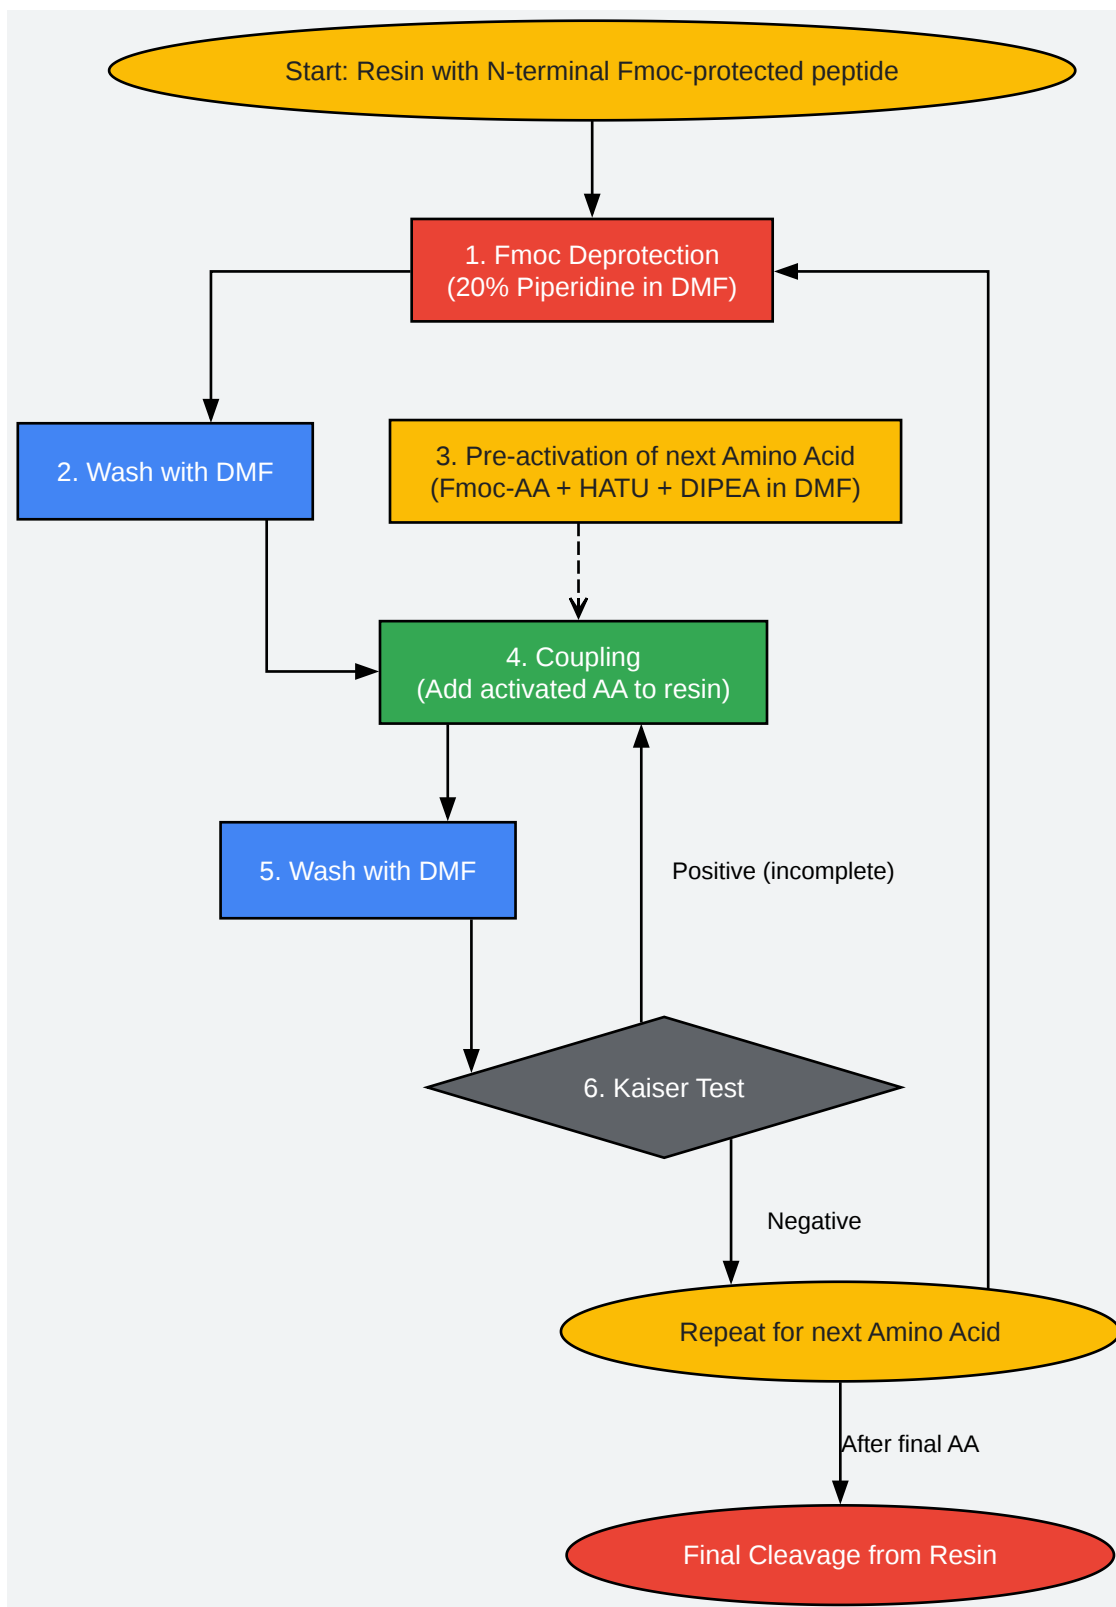 Start: Resin with N-terminal Fmoc-protected peptide
1. Fmoc Deprotection
(20% Piperidine in DMF)
2. Wash with DMF
3. Pre-activation of next Amino Acid
(Fmoc-AA + HATU + DIPEA in DMF)
4. Coupling
(Add activated AA to resin)
5. Wash with DMF
Positive (incomplete)
6. Kaiser Test
Negative
Repeat for next Amino Acid
After final AA
Final Cleavage from Resin